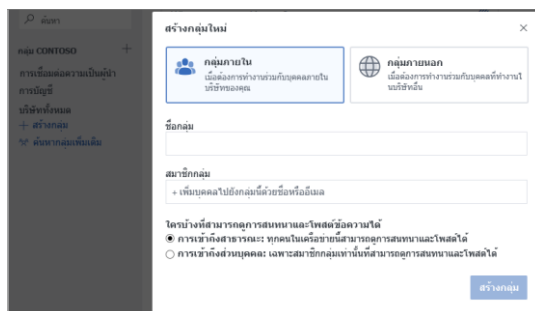 ค้นหา
กลุ่ม CONTOSO
การเชื่อมต่อความเป็นผู้นำ
การบัญชี
บริษัททั้งหมด
+ สร้างกลุ่ม
ค้นหากลุ่มเพิ่มเติม
สร้างกลุ่มใหม่
กลุ่มภายใน
เมื่อต้องการทำงานร่วมกับบุคคลภายใน
บริษัทของคุณ
กลุ่มภายนอก
เมื่อต้องการทำงานร่วมกับบุคคลที่ทำงานใ
นบริษัทอื่น
ชื่อกลุ่ม
สมาชิกกลุ่ม
+ เพิ่มบุคคลไปยังกลุ่มนี้ด้วยชื่อหรืออีเมล
ใครบ้างที่สามารถดูการสนทนาและโพสต์ข้อความได้
การเข้าถึงสาธารณะ: ทุกคนในเครือข่ายนี้สามารถดูการสนทนาและโพสต์ได้
การเข้าถึงส่วนบุคคล: เฉพาะสมาชิกกลุ่มเท่านั้นที่สามารถดูการสนทนาและโพสต์ได้
สร้างกลุ่ม